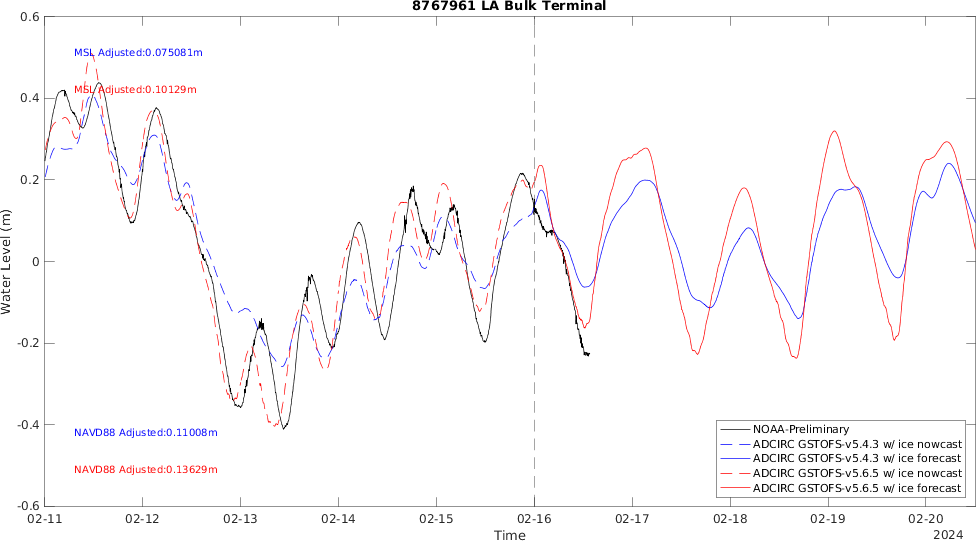 8767961 LA Bulk Terminal
0.6
MSL Adjusted:0.075081m
MSL Adjusted:0.10129m
0.4
0.2
0
-0.2
-0.4
-0.6
Water Level (m)
NAVD88 Adjusted:0.11008m
NAVD88 Adjusted:0.13629m
NOAA-Preliminary
ADCIRC GSTOFS-v5.4.3 w/ ice nowcast
ADCIRC GSTOFS-v5.4.3 w/ ice forecast
ADCIRC GSTOFS-v5.6.5 w/ ice nowcast
ADCIRC GSTOFS-v5.6.5 w/ ice forecast
02-11 02-12 02-13 02-14 02-15 02-16 02-17 02-18 02-19 02-20
Time
2024